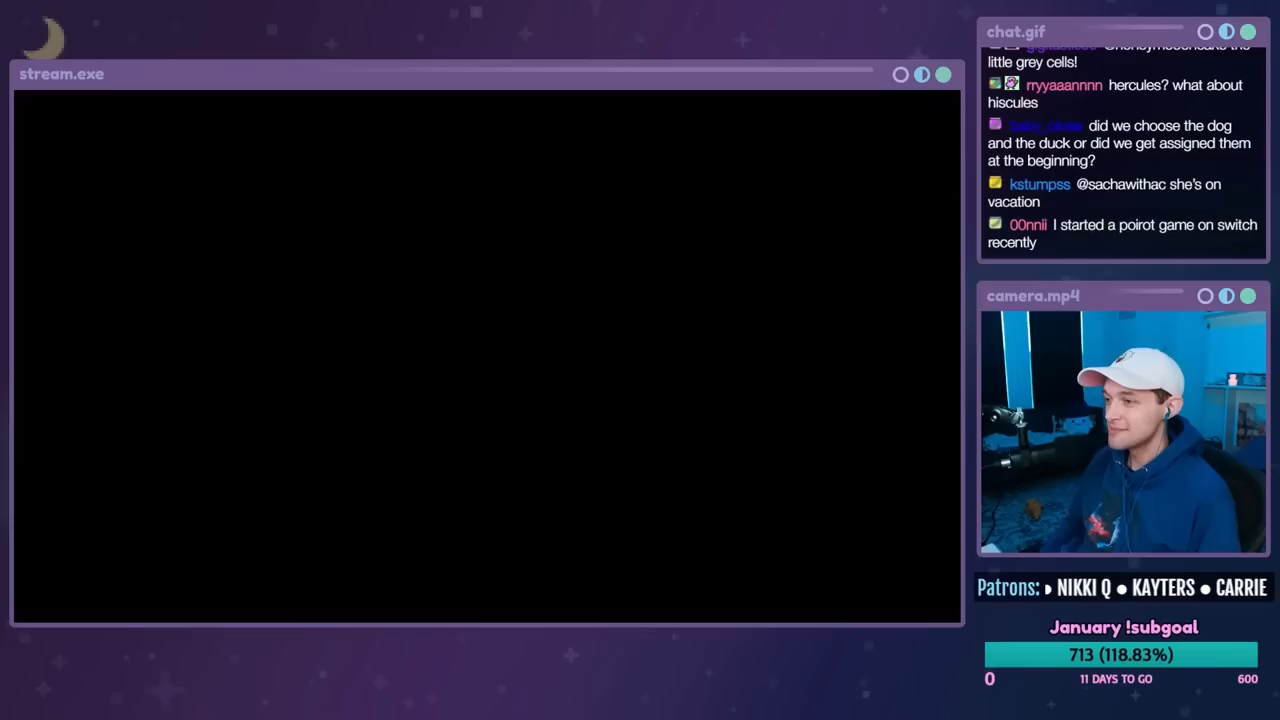 stream.exe
chat.gif
little grey cells!
rryyaaannnn hercules? what about
hiscules
did we choose the dog
and the duck or did we get assigned them
at the beginning?
kstumpss @sachawithac she's on
vacation
00nnii I started a poirot game on switch
recently
camera.mp4
Patrons: NIKKI Q ● KAYTERS ● CARRIE
January !subgoal
713 (118.83%)
0 11 DAYS TO GO 600